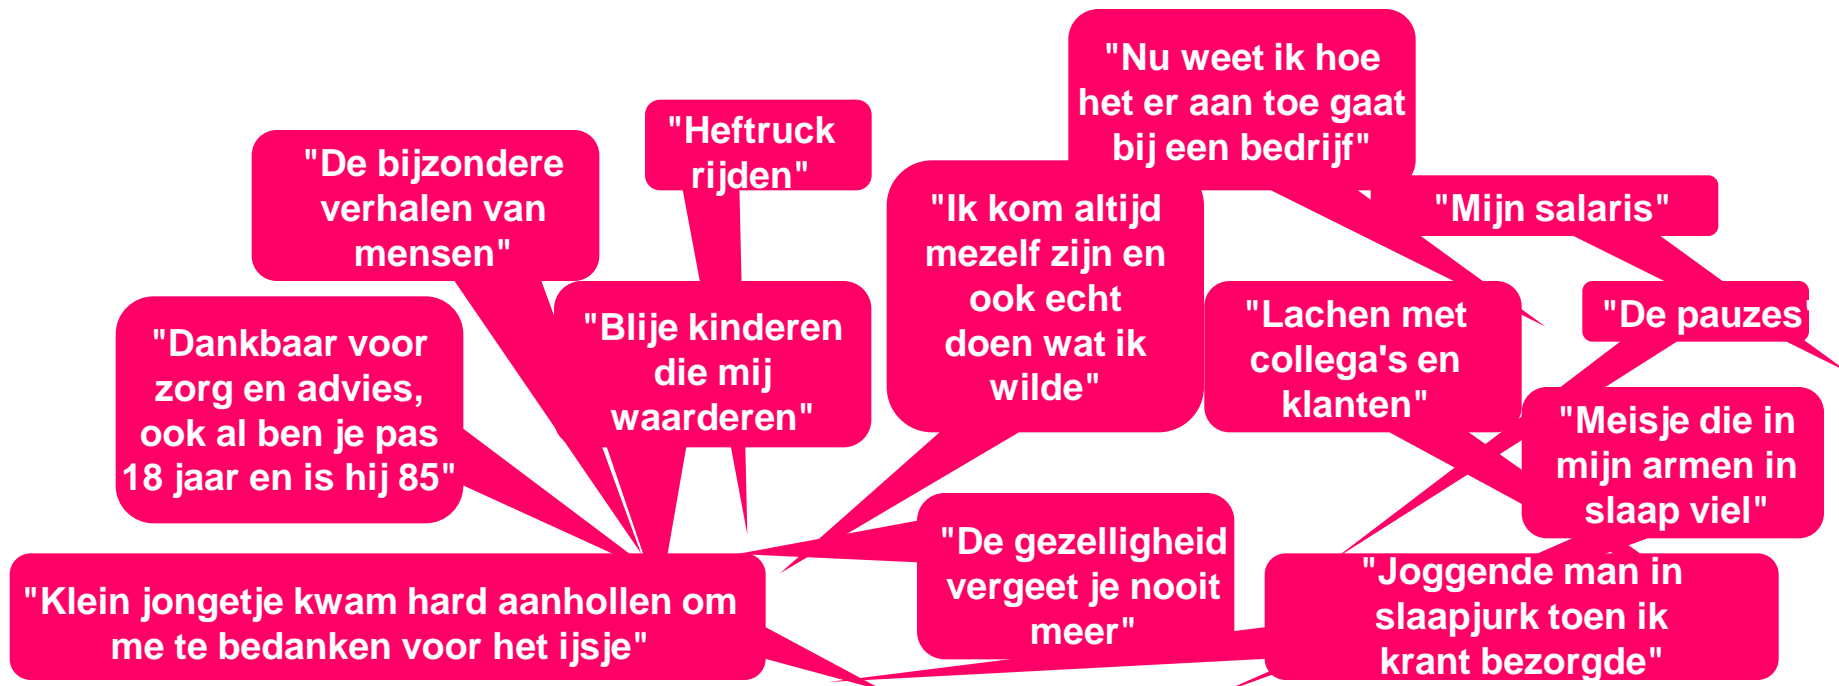 "Nu weet ik hoe
het er aan toe gaat
bij een bedrijf"
"Heftruck
rijden"
"De bijzondere
verhalen van
mensen"
"Ik kom altijd
mezelf zijn en
ook echt
doen wat ik
wilde"
"Mijn salaris"
"Dankbaar voor
zorg en advies,
ook al ben je pas
18 jaar en is hij 85"
"Blije kinderen
die mij
waarderen"
"Lachen met
collega's en
klanten"
"De pauzes"
"Meisje die in
mijn armen in
slaap viel"
"De gezelligheid
vergeet je nooit
meer"
"Klein jongetje kwam hard aanhollen om
me te bedanken voor het ijsje"
"Joggende man in
slaapjurk toen ik
krant bezorgde"